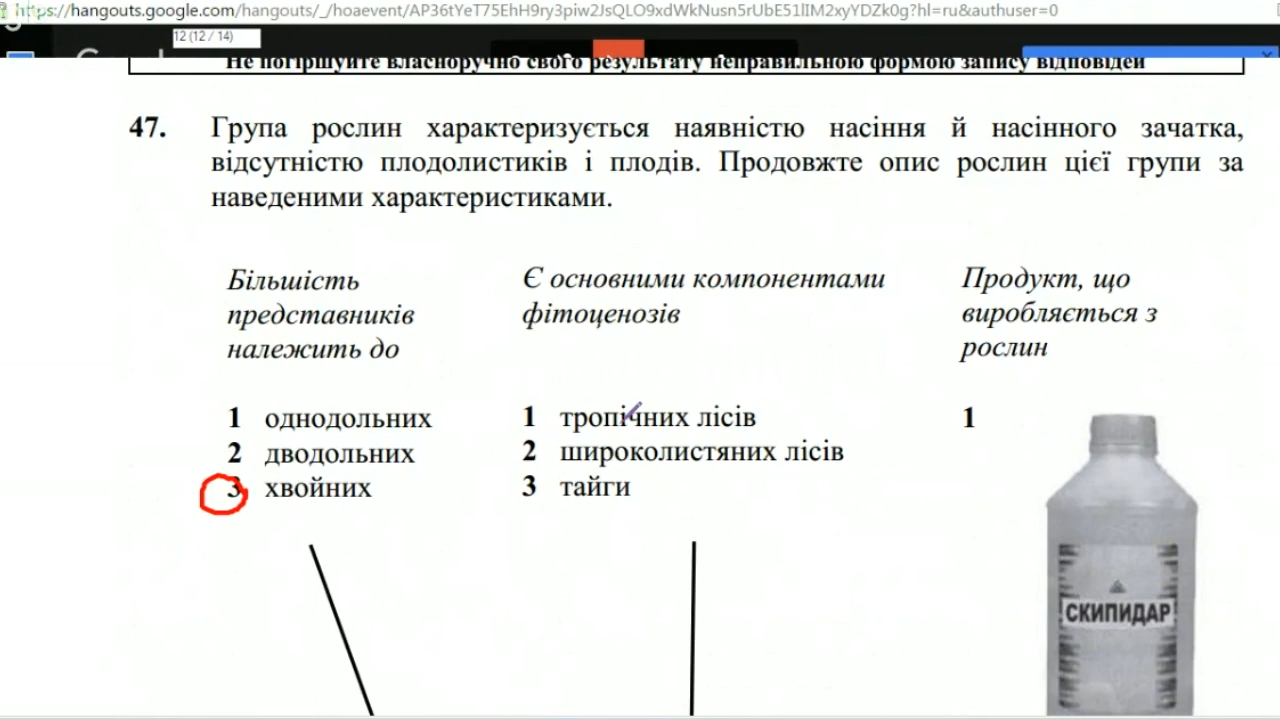 https://hangouts.google.com/hangouts/_/hoaevent/AP36tYeT75EhH9ry3piw2JsQLO9xdWkNusn5rUbE51lIM2xyYDZk0g?hl=ru&authuser=0
12 (12 / 14)
Не погіршуйте власноручно свого результату неправильною формою запису відповідей
47. Група рослин характеризується наявністю насіння й насінного зачатка,
відсутністю плодолистиків і плодів. Продовжте опис рослин цієї групи за
наведеними характеристиками.
Більшість
представників
належить до
1 однодольних
2 дводольних
3 хвойних
Є основними компонентами
фітоценозів
1 тропічних лісів
2 широколистяних лісів
3 тайги
Продукт, що
виробляється з
рослин
1
СКИПИДАР